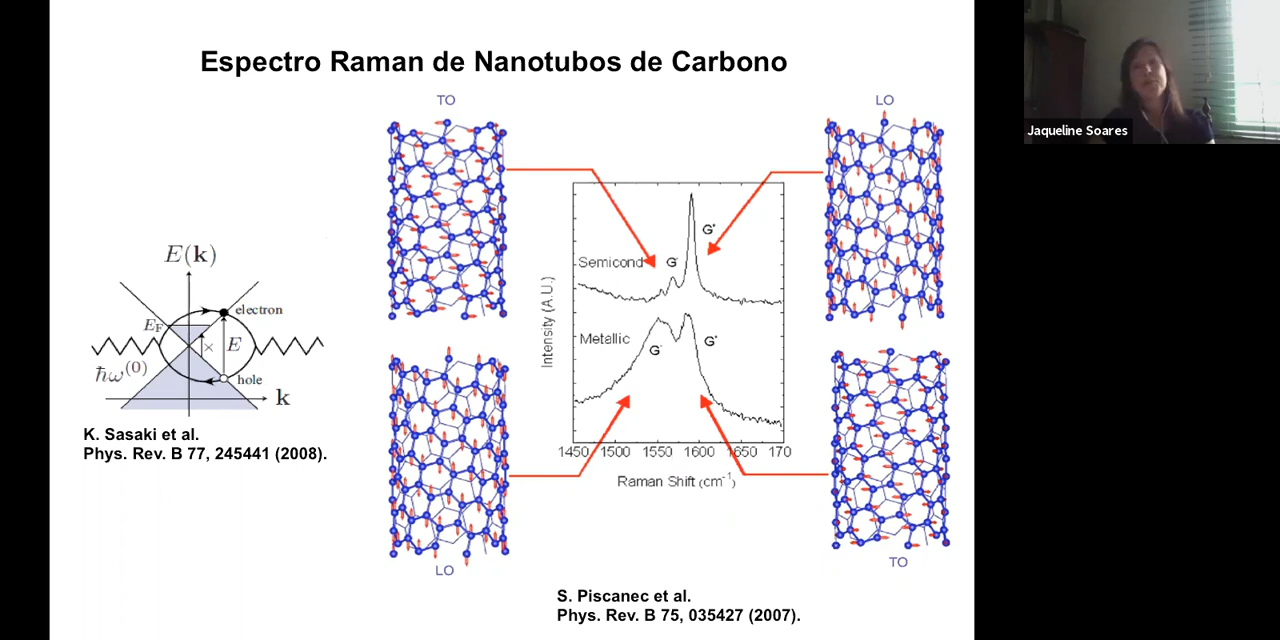 Espectro Raman de Nanotubos de Carbono
TO
LO
Jaqueline Soares
E(k)
electron
E_F
E
×
ħω^(0)
hole
k
K. Sasaki et al.
Phys. Rev. B 77, 245441 (2008).
Intensity (A.U.)
Semicond
G⁻
G⁺
Metallic
G⁻
G⁺
1450 1500 1550 1600 1650 170
Raman Shift (cm⁻¹)
LO
TO
S. Piscanec et al.
Phys. Rev. B 75, 035427 (2007).